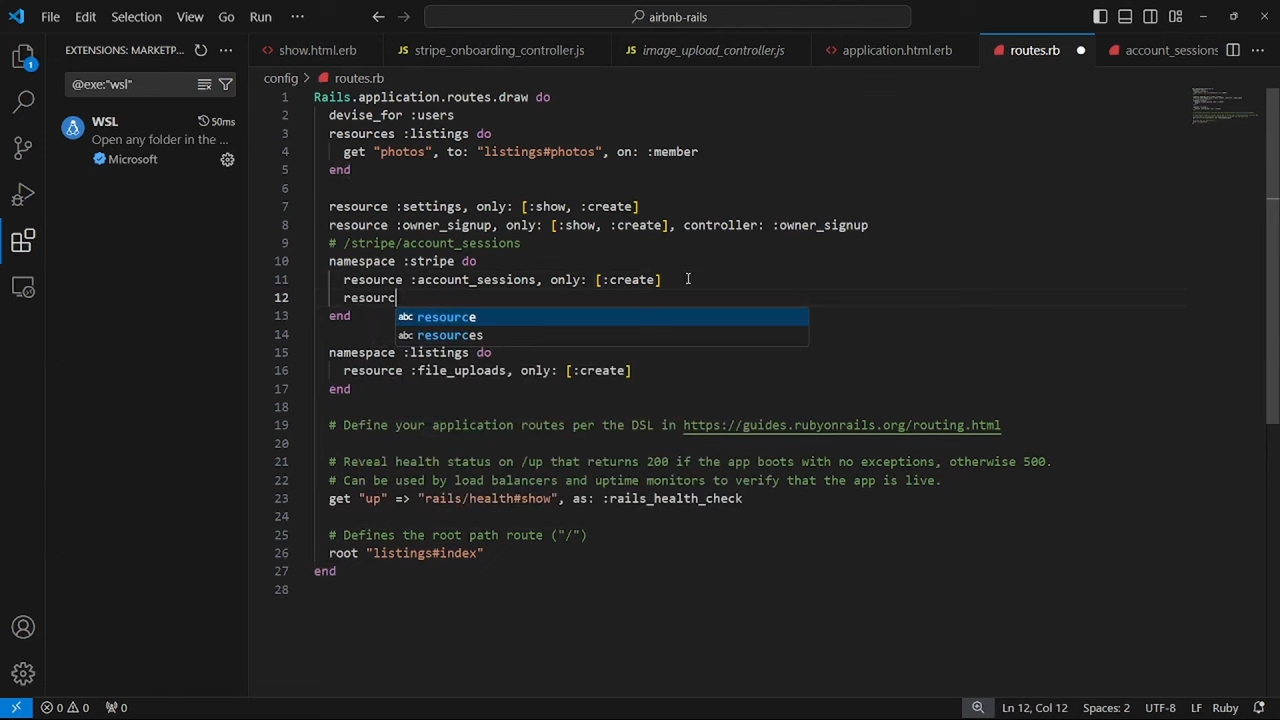 File Edit Selection View Go Run ··· airbnb-rails
EXTENSIONS: MARKETP... ···
@exe:"wsl"
WSL 50ms
Open any folder in the ...
Microsoft
show.html.erb stripe_onboarding_controller.js image_upload_controller.js application.html.erb routes.rb account_sessions ···
config > routes.rb
1 Rails.application.routes.draw do
2 devise_for :users
3 resources :listings do
4 get "photos", to: "listings#photos", on: :member
5 end
6
7 resource :settings, only: [:show, :create]
8 resource :owner_signup, only: [:show, :create], controller: :owner_signup
9 # /stripe/account_sessions
10 namespace :stripe do
11 resource :account_sessions, only: [:create]
12 resourc
abc resource
13 end
abc resources
14
15 namespace :listings do
16 resource :file_uploads, only: [:create]
17 end
18
19 # Define your application routes per the DSL in https://guides.rubyonrails.org/routing.html
20
21 # Reveal health status on /up that returns 200 if the app boots with no exceptions, otherwise 500.
22 # Can be used by load balancers and uptime monitors to verify that the app is live.
23 get "up" => "rails/health#show", as: :rails_health_check
24
25 # Defines the root path route ("/")
26 root "listings#index"
27 end
28
1
0 0 0 Ln 12, Col 12 Spaces: 2 UTF-8 LF Ruby